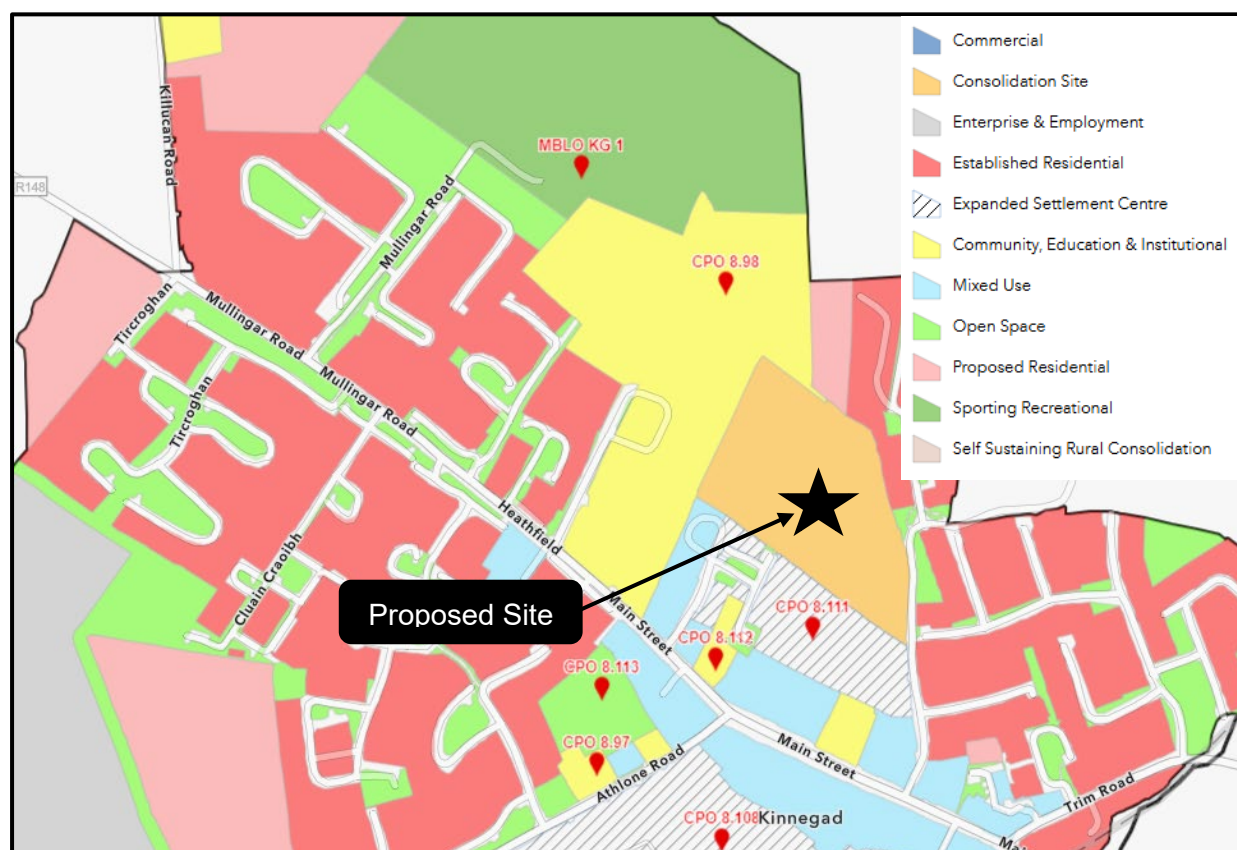 Commercial
Consolidation Site
Enterprise & Employment
Established Residential
Expanded Settlement Centre
Community, Education & Institutional
Mixed Use
Open Space
Proposed Residential
Sporting Recreational
Self Sustaining Rural Consolidation
Killucan Road
R148
MBLO KG 1
Mullingar Road
CPO 8.98
Tircroghan
Mullingar Road
Mullingar Road
Tircroghan
Heathfield
Cluain Craoibh
Proposed Site
Main Street
CPO 8.111
CPO 8.112
CPO 8.113
CPO 8.97
Athlone Road
Main Street
Trim Road
CPO 8.108
Kinnegad
Mai